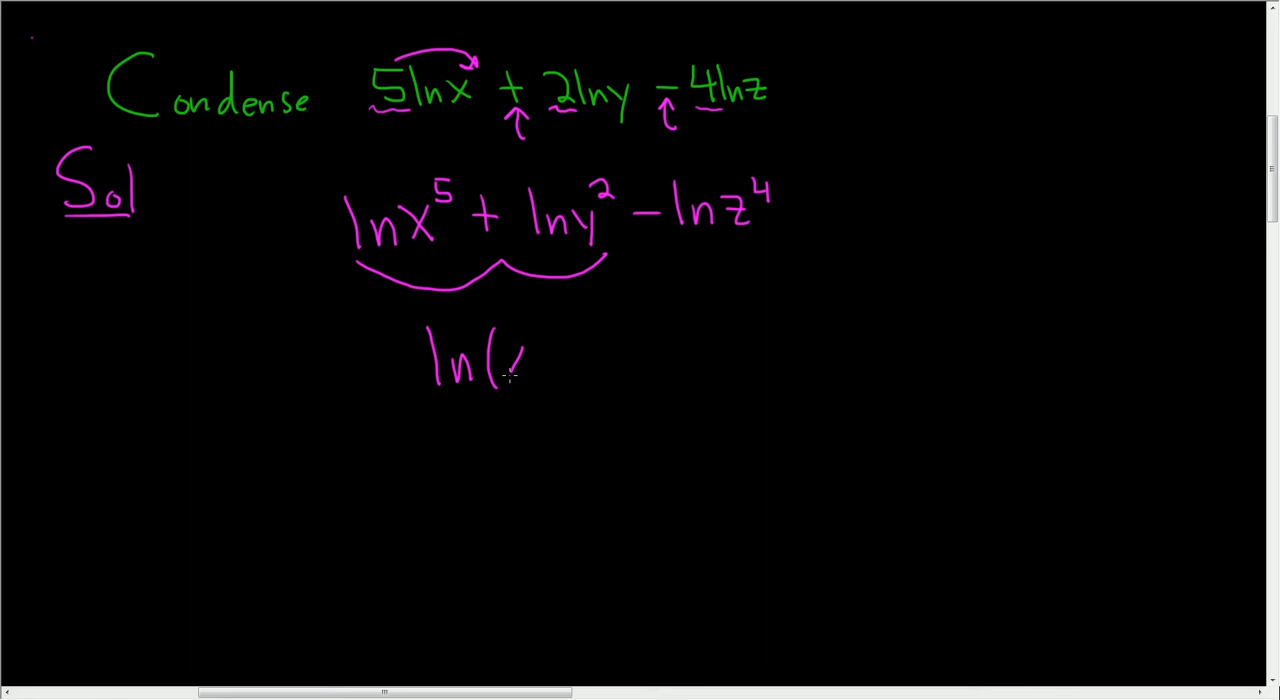 Condense 5lnx + 2lny - 4lnz
Sol
lnx⁵ + lny² - lnz⁴
ln(